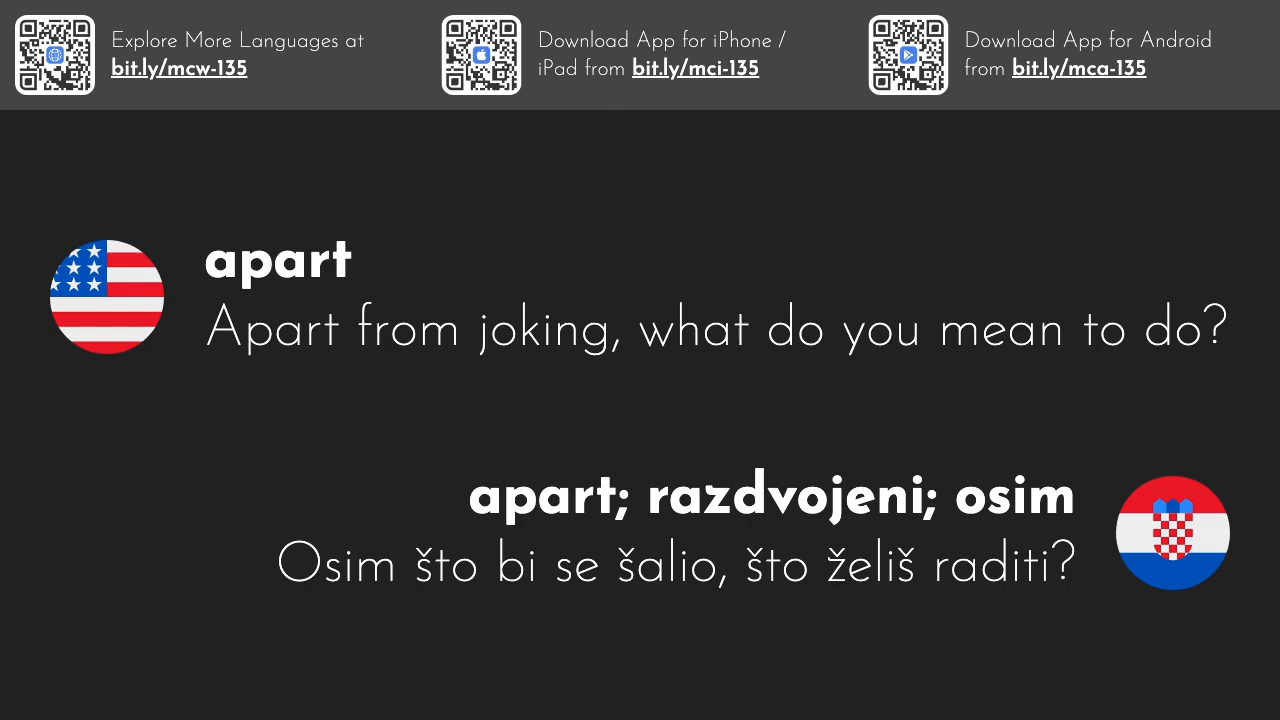 Explore More Languages at
bit.ly/mcw-135
Download App for iPhone /
iPad from bit.ly/mci-135
Download App for Android
from bit.ly/mca-135
apart
Apart from joking, what do you mean to do?
apart; razdvojeni; osim
Osim što bi se šalio, što želiš raditi?